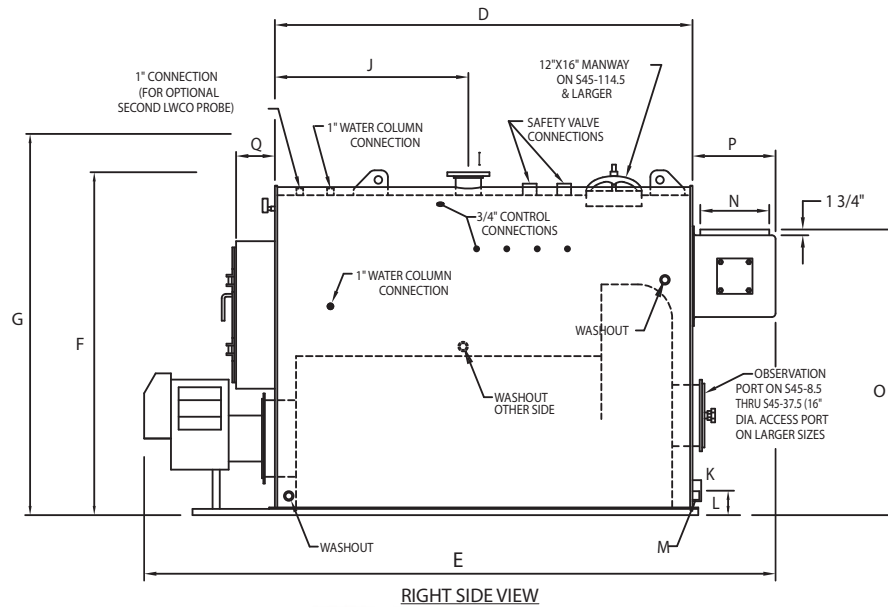 D
J
12"X16" MANWAY
ON S45-114.5
& LARGER
1" CONNECTION
(FOR OPTIONAL
SECOND LWCO PROBE)
SAFETY VALVE
CONNECTIONS
1" WATER COLUMN
CONNECTION
Q
I
P
N
1 3/4"
3/4" CONTROL
CONNECTIONS
1" WATER COLUMN
CONNECTION
G
F
WASHOUT
WASHOUT
OTHER SIDE
OBSERVATION
PORT ON S45-8.5
THRU S45-37.5 (16"
DIA. ACCESS PORT
ON LARGER SIZES
O
K
L
M
WASHOUT
E
RIGHT SIDE VIEW